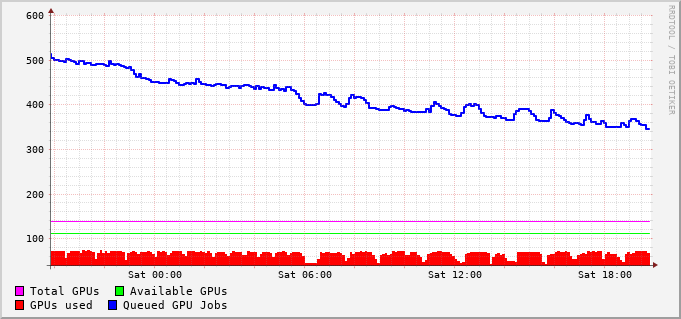 600
500
400
300
200
100
Sat 00:00 Sat 06:00 Sat 12:00 Sat 18:00
Total GPUs Available GPUs
GPUs used Queued GPU Jobs
RRDTOOL / TOBI OETIKER